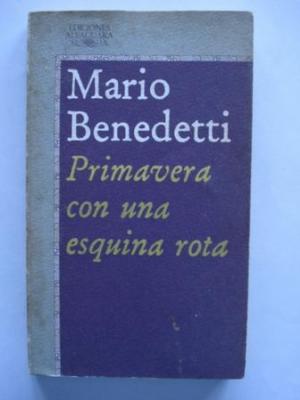 EDICIONES
ALFAGUARA
Mario
Benedetti
Primavera
con una
esquina rota